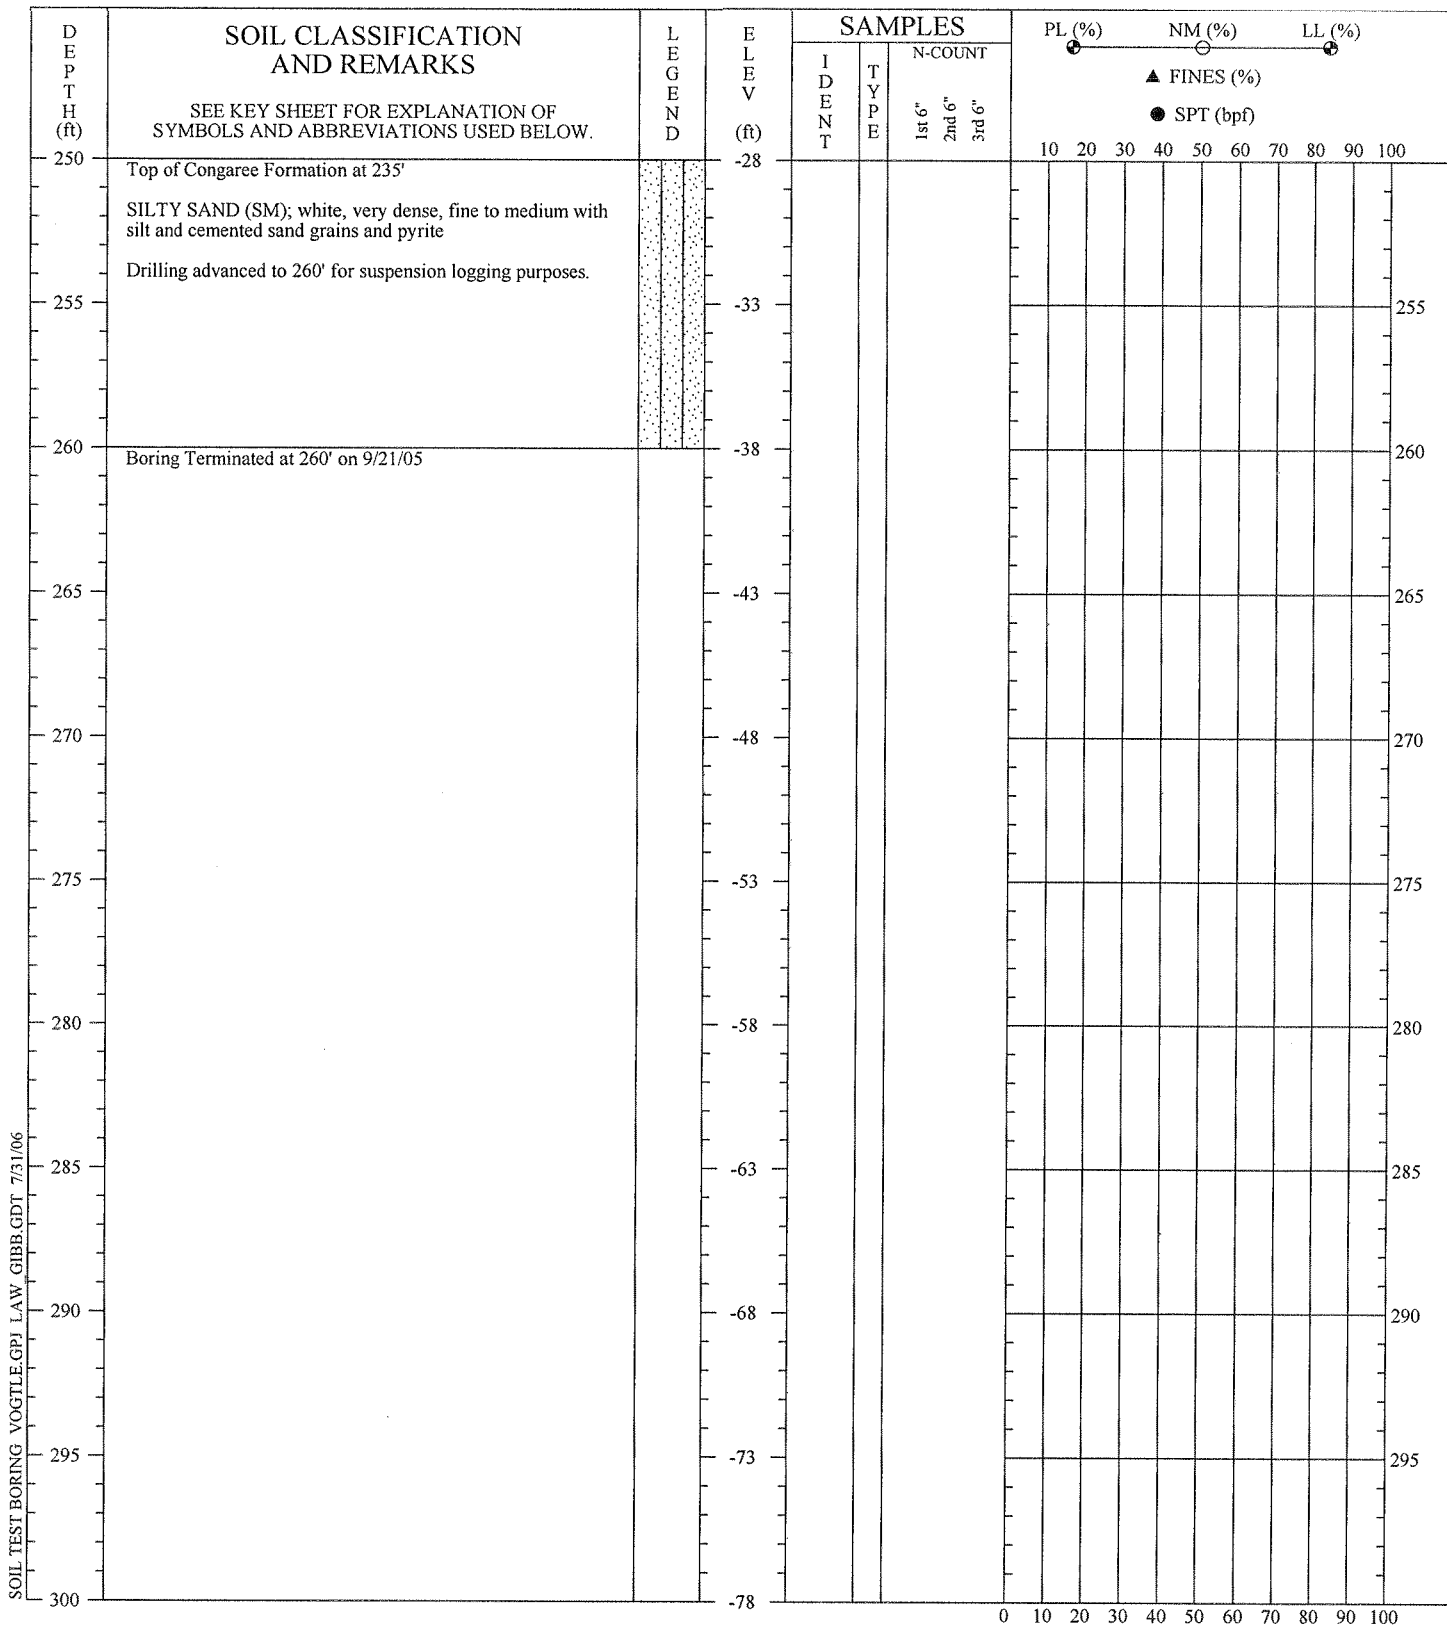 DEPTH (ft)
SOIL CLASSIFICATION
AND REMARKS
SEE KEY SHEET FOR EXPLANATION OF
SYMBOLS AND ABBREVIATIONS USED BELOW.
LEGEND
ELEV (ft)
SAMPLES
IDENT
TYPE
N-COUNT
1st 6"
2nd 6"
3rd 6"
PL (%) NM (%) LL (%)
▲ FINES (%)
● SPT (bpf)
10 20 30 40 50 60 70 80 90 100
250 -28
Top of Congaree Formation at 235'
SILTY SAND (SM); white, very dense, fine to medium with
silt and cemented sand grains and pyrite
Drilling advanced to 260' for suspension logging purposes.
255 -33 255
260 -38 260
Boring Terminated at 260' on 9/21/05
265 -43 265
270 -48 270
275 -53 275
280 -58 280
285 -63 285
290 -68 290
295 -73 295
300 -78
0 10 20 30 40 50 60 70 80 90 100
SOIL TEST BORING VOGTLE.GPJ LAW_GIBB.GDT 7/31/06